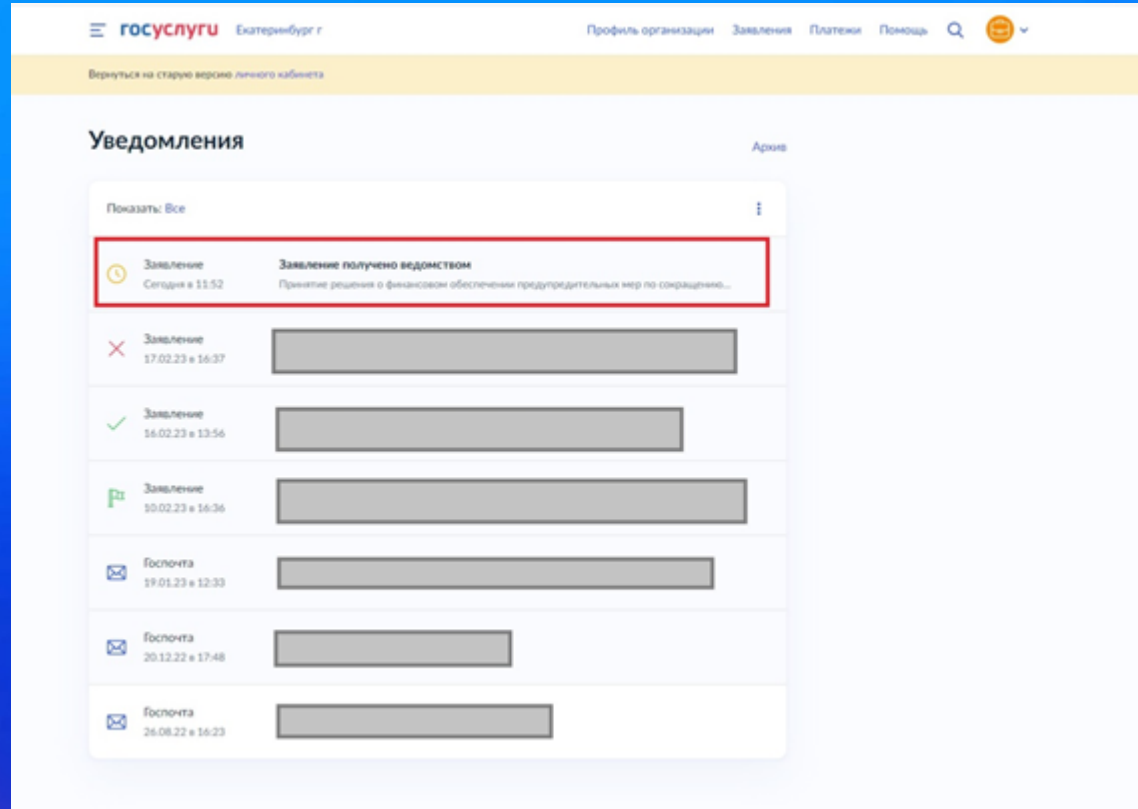 госуслуги Екатеринбург г Профиль организации Заявления Платежи Помощь
Вернуться на старую версию личного кабинета
Уведомления
Архив
Показать: Все
Заявление Заявление получено ведомством
Сегодня в 11:52 Принятие решения о финансовом обеспечении предупредительных мер по сокращению...
Заявление
17.02.23 в 16:37
Заявление
16.02.23 в 13:56
Заявление
10.02.23 в 16:36
Госпочта
19.01.23 в 12:33
Госпочта
20.12.22 в 17:48
Госпочта
26.08.22 в 16:23